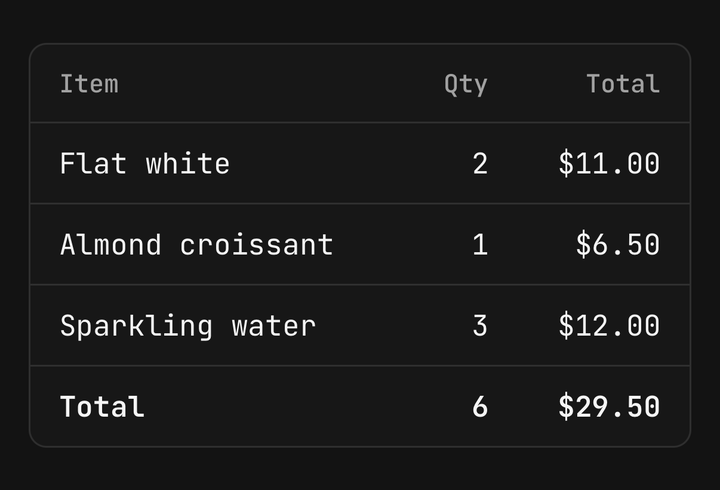 Item Qty Total
Flat white 2 $11.00
Almond croissant 1 $6.50
Sparkling water 3 $12.00
Total 6 $29.50